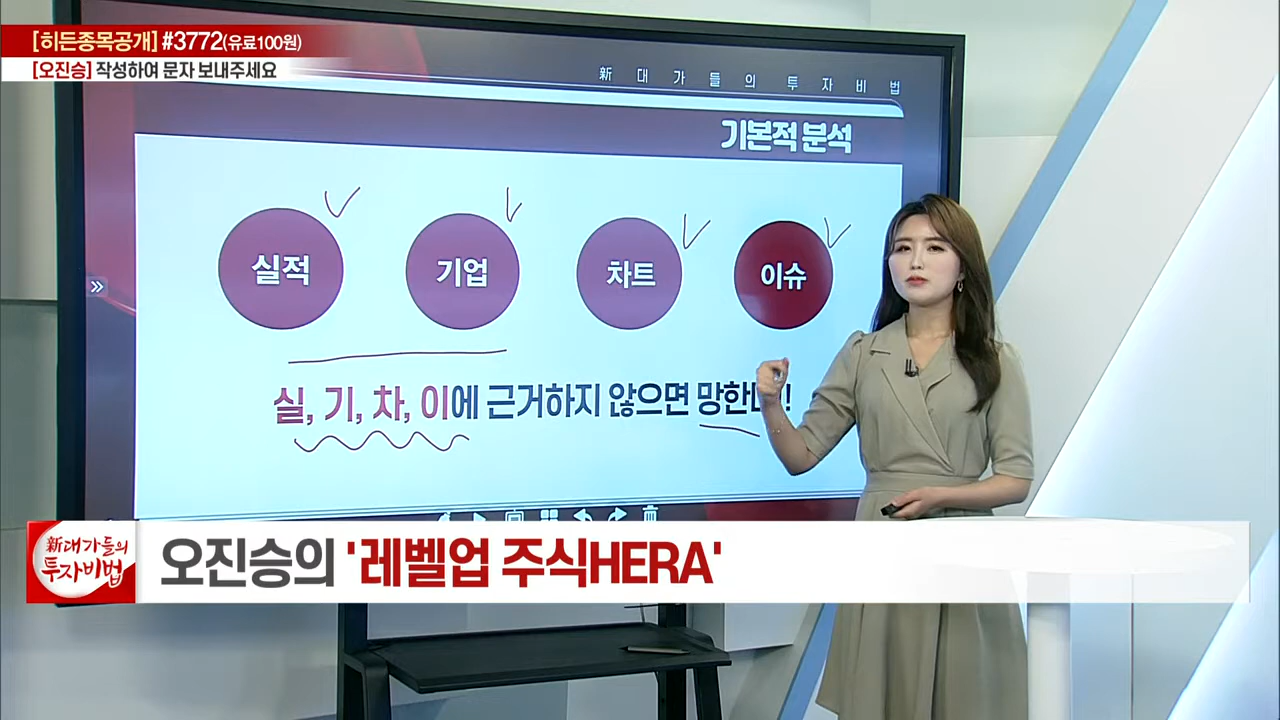 [히든종목공개] #3772(유료100원)
[오진승] 작성하여 문자 보내주세요
新 대 가 들 의 투 자 비 법
기본적 분석
실적
기업
차트
이슈
실, 기, 차, 이에 근거하지 않으면 망한다!
新대가들의
투자비법
오진승의 '레벨업 주식HERA'